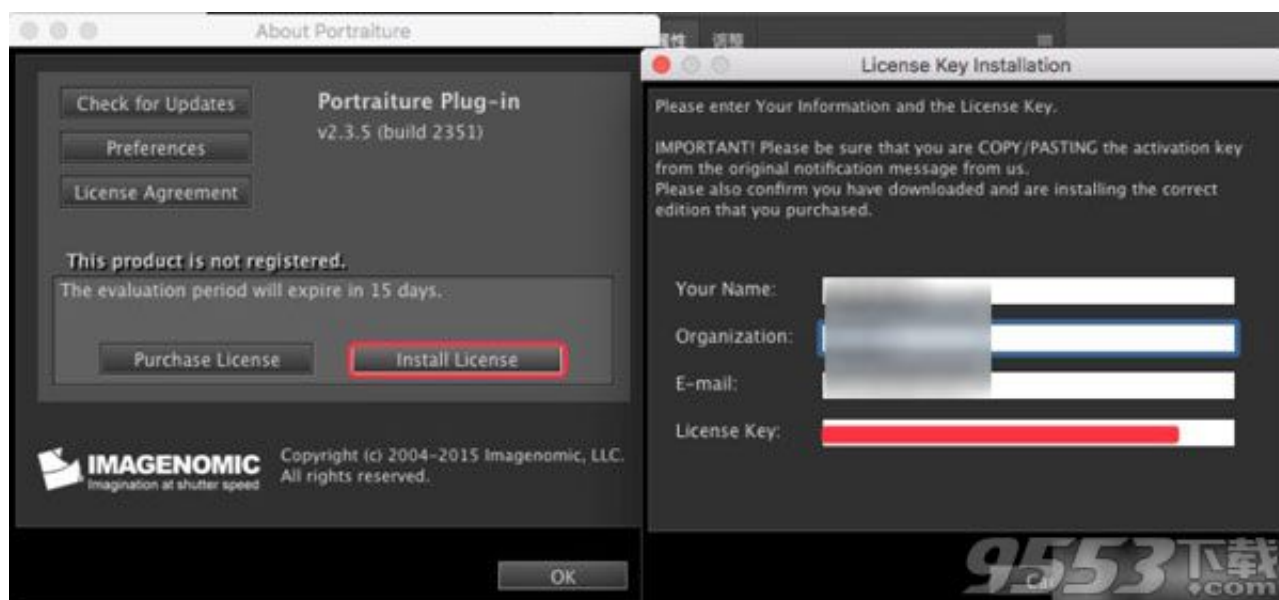 About Portraiture
Check for Updates
Preferences
License Agreement
Portraiture Plug-in
v2.3.5 (build 2351)
This product is not registered.
The evaluation period will expire in 15 days.
Purchase License
Install License
IMAGENOMIC
Imagination at shutter speed
Copyright (c) 2004-2015 Imagenomic, LLC.
All rights reserved.
OK
属性 调整
License Key Installation
Please enter Your Information and the License Key.
IMPORTANT! Please be sure that you are COPY/PASTING the activation key
from the original notification message from us.
Please also confirm you have downloaded and are installing the correct
edition that you purchased.
Your Name:
Organization:
E-mail:
License Key:
9553下载
.com